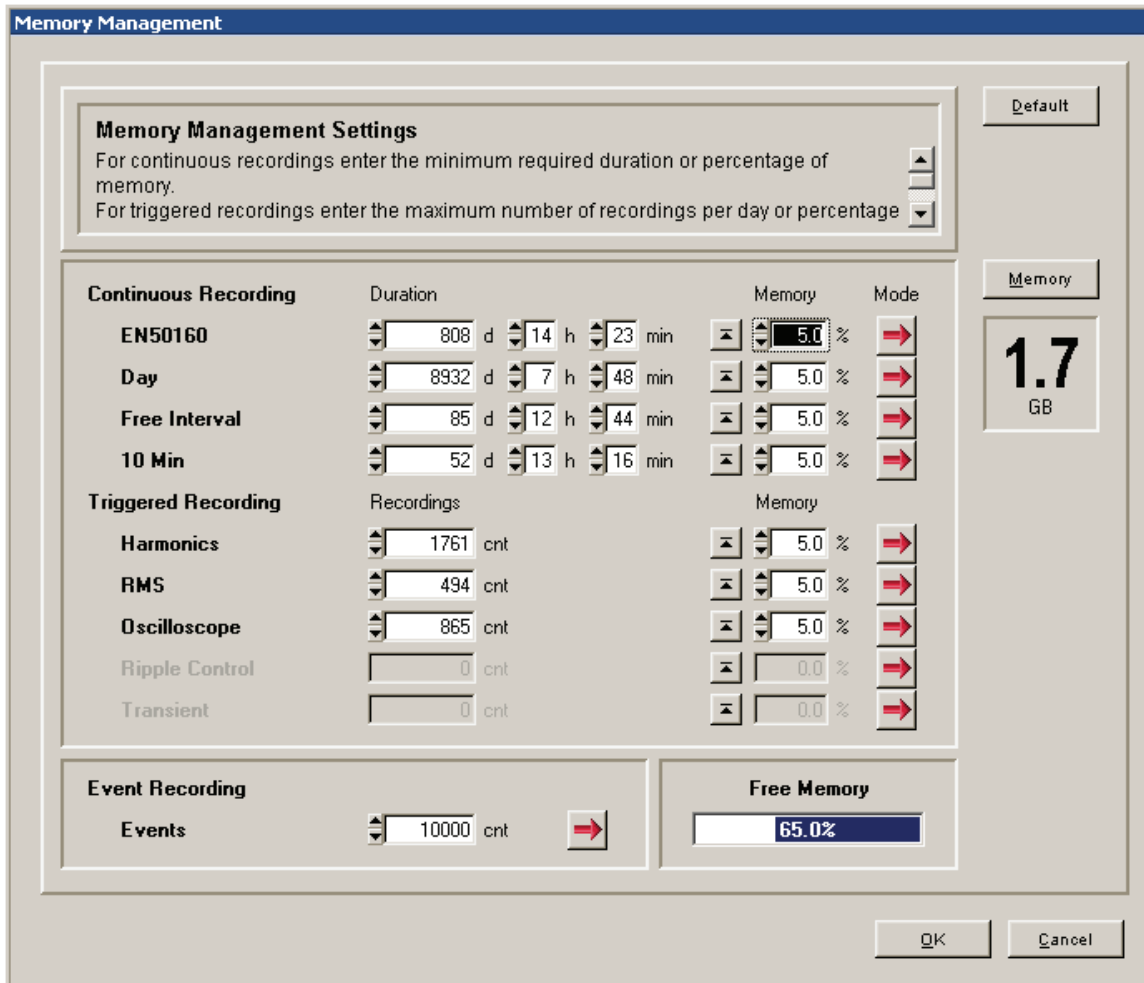 Memory Management
Default
Memory Management Settings
For continuous recordings enter the minimum required duration or percentage of
memory.
For triggered recordings enter the maximum number of recordings per day or percentage
Memory
1.7
GB
Continuous Recording Duration Memory Mode
EN50160 808 d 14 h 23 min 5.0 %
Day 8932 d 7 h 48 min 5.0 %
Free Interval 85 d 12 h 44 min 5.0 %
10 Min 52 d 13 h 16 min 5.0 %
Triggered Recording Recordings Memory
Harmonics 1761 cnt 5.0 %
RMS 494 cnt 5.0 %
Oscilloscope 865 cnt 5.0 %
Ripple Control 0 cnt 0.0 %
Transient 0 cnt 0.0 %
Event Recording
Events 10000 cnt
Free Memory
65.0%
OK Cancel